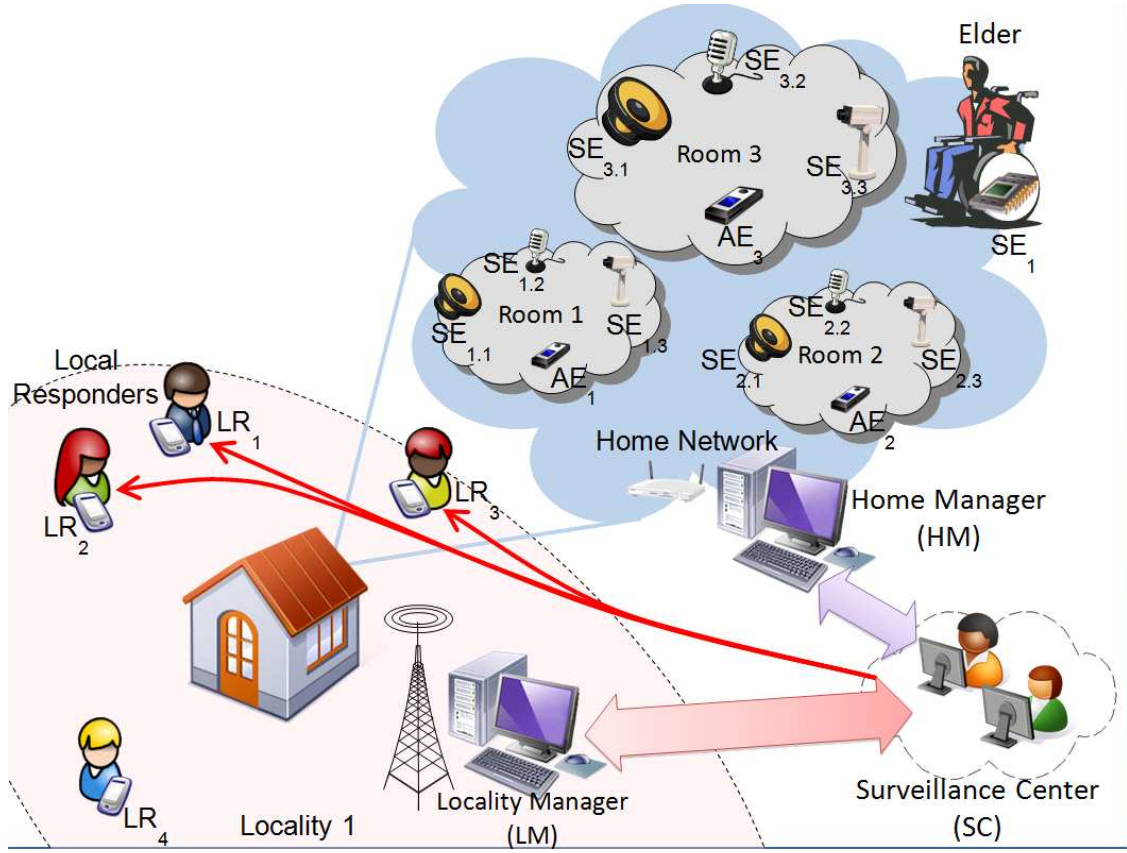 Elder
SE3.2
SE3.1
Room 3
SE3.3
AE3
SE1
SE1.2
SE1.1
Room 1
SE1.3
AE1
SE2.2
SE2.1
Room 2
SE2.3
AE2
Local
Responders
LR1
LR2
LR3
Home Network
Home Manager
(HM)
LR4
Locality 1
Locality Manager
(LM)
Surveillance Center
(SC)